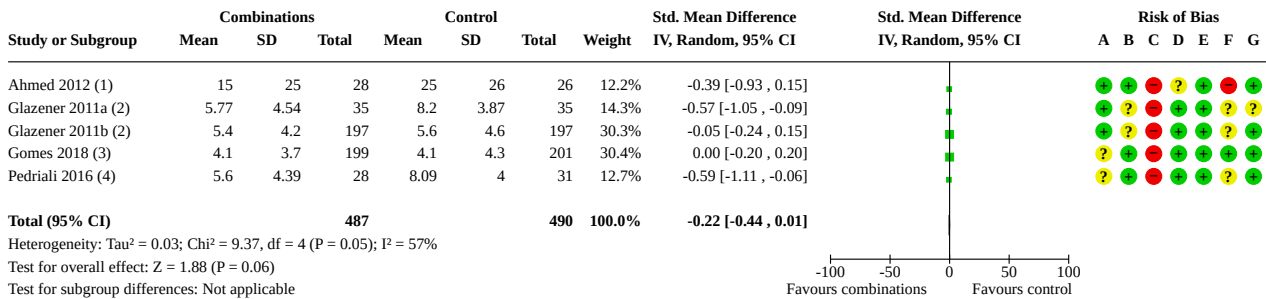 Combinations Control Std. Mean Difference Std. Mean Difference Risk of Bias
Study or Subgroup Mean SD Total Mean SD Total Weight IV, Random, 95% CI IV, Random, 95% CI A B C D E F G
Ahmed 2012 (1) 15 25 28 25 26 26 12.2% -0.39 [-0.93 , 0.15] + + − ? + − +
Glazener 2011a (2) 5.77 4.54 35 8.2 3.87 35 14.3% -0.57 [-1.05 , -0.09] + ? − + + ? ?
Glazener 2011b (2) 5.4 4.2 197 5.6 4.6 197 30.3% -0.05 [-0.24 , 0.15] + ? − + + ? +
Gomes 2018 (3) 4.1 3.7 199 4.1 4.3 201 30.4% 0.00 [-0.20 , 0.20] ? + − + + + +
Pedriali 2016 (4) 5.6 4.39 28 8.09 4 31 12.7% -0.59 [-1.11 , -0.06] ? + − + + ? +
Total (95% CI) 487 490 100.0% -0.22 [-0.44 , 0.01]
Heterogeneity: Tau² = 0.03; Chi² = 9.37, df = 4 (P = 0.05); I² = 57%
Test for overall effect: Z = 1.88 (P = 0.06)
-100 -50 0 50 100
Test for subgroup differences: Not applicable Favours combinations Favours control